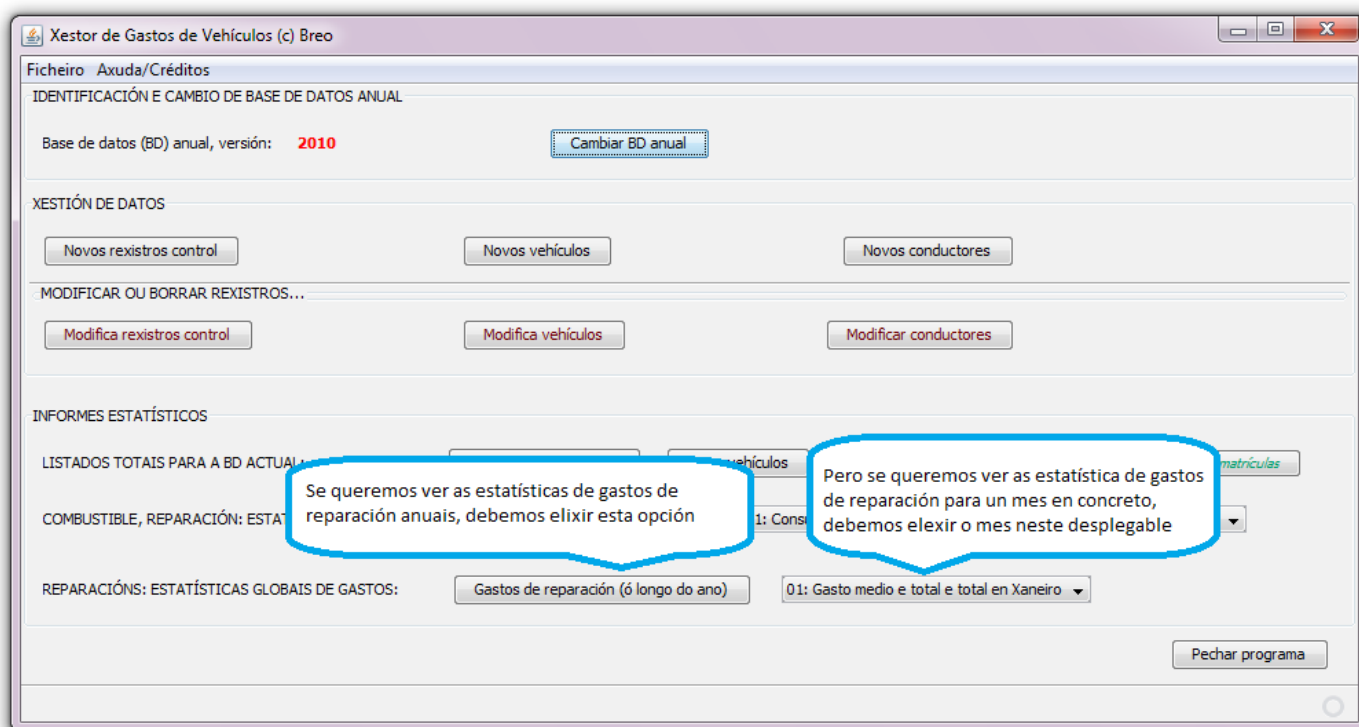 Xestor de Gastos de Vehículos (c) Breo
Ficheiro Axuda/Créditos
IDENTIFICACIÓN E CAMBIO DE BASE DE DATOS ANUAL
Base de datos (BD) anual, versión: 2010 Cambiar BD anual
XESTIÓN DE DATOS
Novos rexistros control Novos vehículos Novos conductores
MODIFICAR OU BORRAR REXISTROS...
Modifica rexistros control Modifica vehículos Modificar conductores
INFORMES ESTATÍSTICOS
LISTADOS TOTAIS PARA A BD ACTUAL: vehículos matrículas
Se queremos ver as estatísticas de gastos de
reparación anuais, debemos elixir esta opción
Pero se queremos ver as estatística de gastos
de reparación para un mes en concreto,
debemos elexir o mes neste desplegable
COMBUSTIBLE, REPARACIÓN:
REPARACIÓNS: ESTATÍSTICAS GLOBAIS DE GASTOS: Gastos de reparación (ó longo do ano) 01: Gasto medio e total e total en Xaneiro
Pechar programa